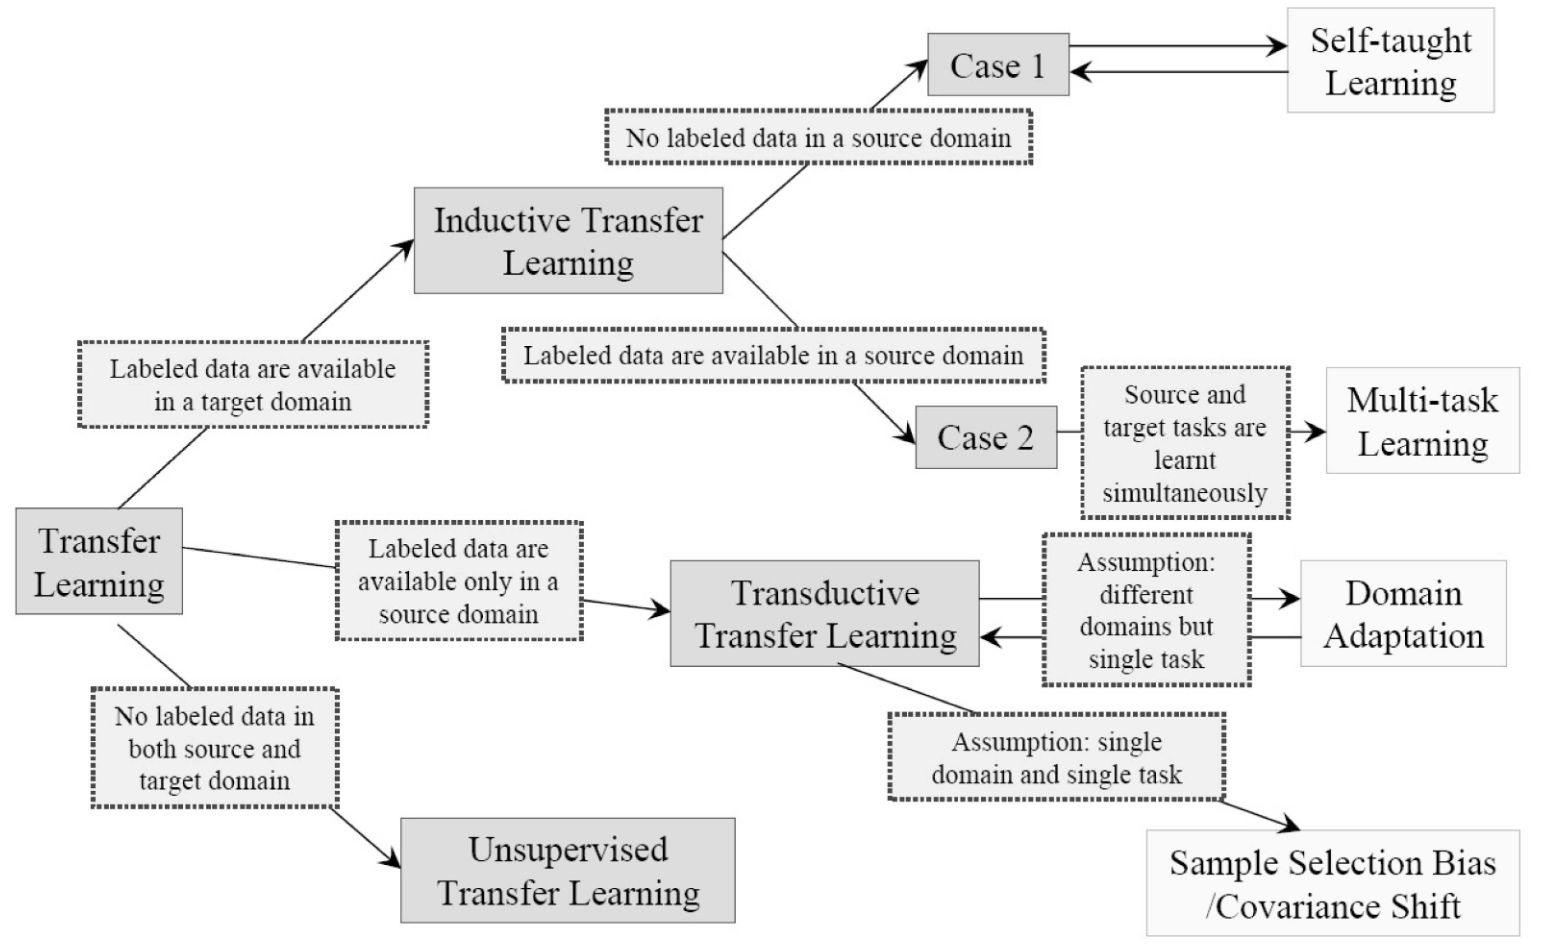 Case 1
Self-taught
Learning
No labeled data in a source domain
Inductive Transfer
Learning
Labeled data are available in a source domain
Labeled data are available
in a target domain
Case 2
Source and
target tasks are
learnt
simultaneously
Multi-task
Learning
Transfer
Learning
Labeled data are
available only in a
source domain
Transductive
Transfer Learning
Assumption:
different
domains but
single task
Domain
Adaptation
No labeled data in
both source and
target domain
Assumption: single
domain and single task
Unsupervised
Transfer Learning
Sample Selection Bias
/Covariance Shift